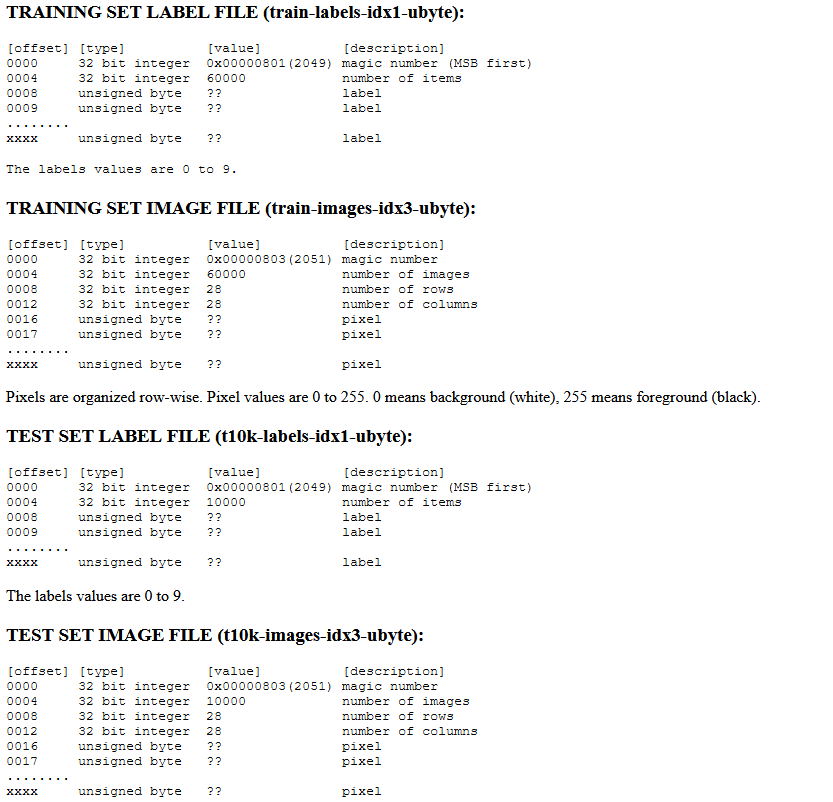 TRAINING SET LABEL FILE (train-labels-idx1-ubyte):
[offset] [type]          [value]          [description]
0000     32 bit integer  0x00000801(2049) magic number (MSB first)
0004     32 bit integer  60000            number of items
0008     unsigned byte   ??               label
0009     unsigned byte   ??               label
........
xxxx     unsigned byte   ??               label
The labels values are 0 to 9.
TRAINING SET IMAGE FILE (train-images-idx3-ubyte):
[offset] [type]          [value]          [description]
0000     32 bit integer  0x00000803(2051) magic number
0004     32 bit integer  60000            number of images
0008     32 bit integer  28               number of rows
0012     32 bit integer  28               number of columns
0016     unsigned byte   ??               pixel
0017     unsigned byte   ??               pixel
........
xxxx     unsigned byte   ??               pixel
Pixels are organized row-wise. Pixel values are 0 to 255. 0 means background (white), 255 means foreground (black).
TEST SET LABEL FILE (t10k-labels-idx1-ubyte):
[offset] [type]          [value]          [description]
0000     32 bit integer  0x00000801(2049) magic number (MSB first)
0004     32 bit integer  10000            number of items
0008     unsigned byte   ??               label
0009     unsigned byte   ??               label
........
xxxx     unsigned byte   ??               label
The labels values are 0 to 9.
TEST SET IMAGE FILE (t10k-images-idx3-ubyte):
[offset] [type]          [value]          [description]
0000     32 bit integer  0x00000803(2051) magic number
0004     32 bit integer  10000            number of images
0008     32 bit integer  28               number of rows
0012     32 bit integer  28               number of columns
0016     unsigned byte   ??               pixel
0017     unsigned byte   ??               pixel
........
xxxx     unsigned byte   ??               pixel